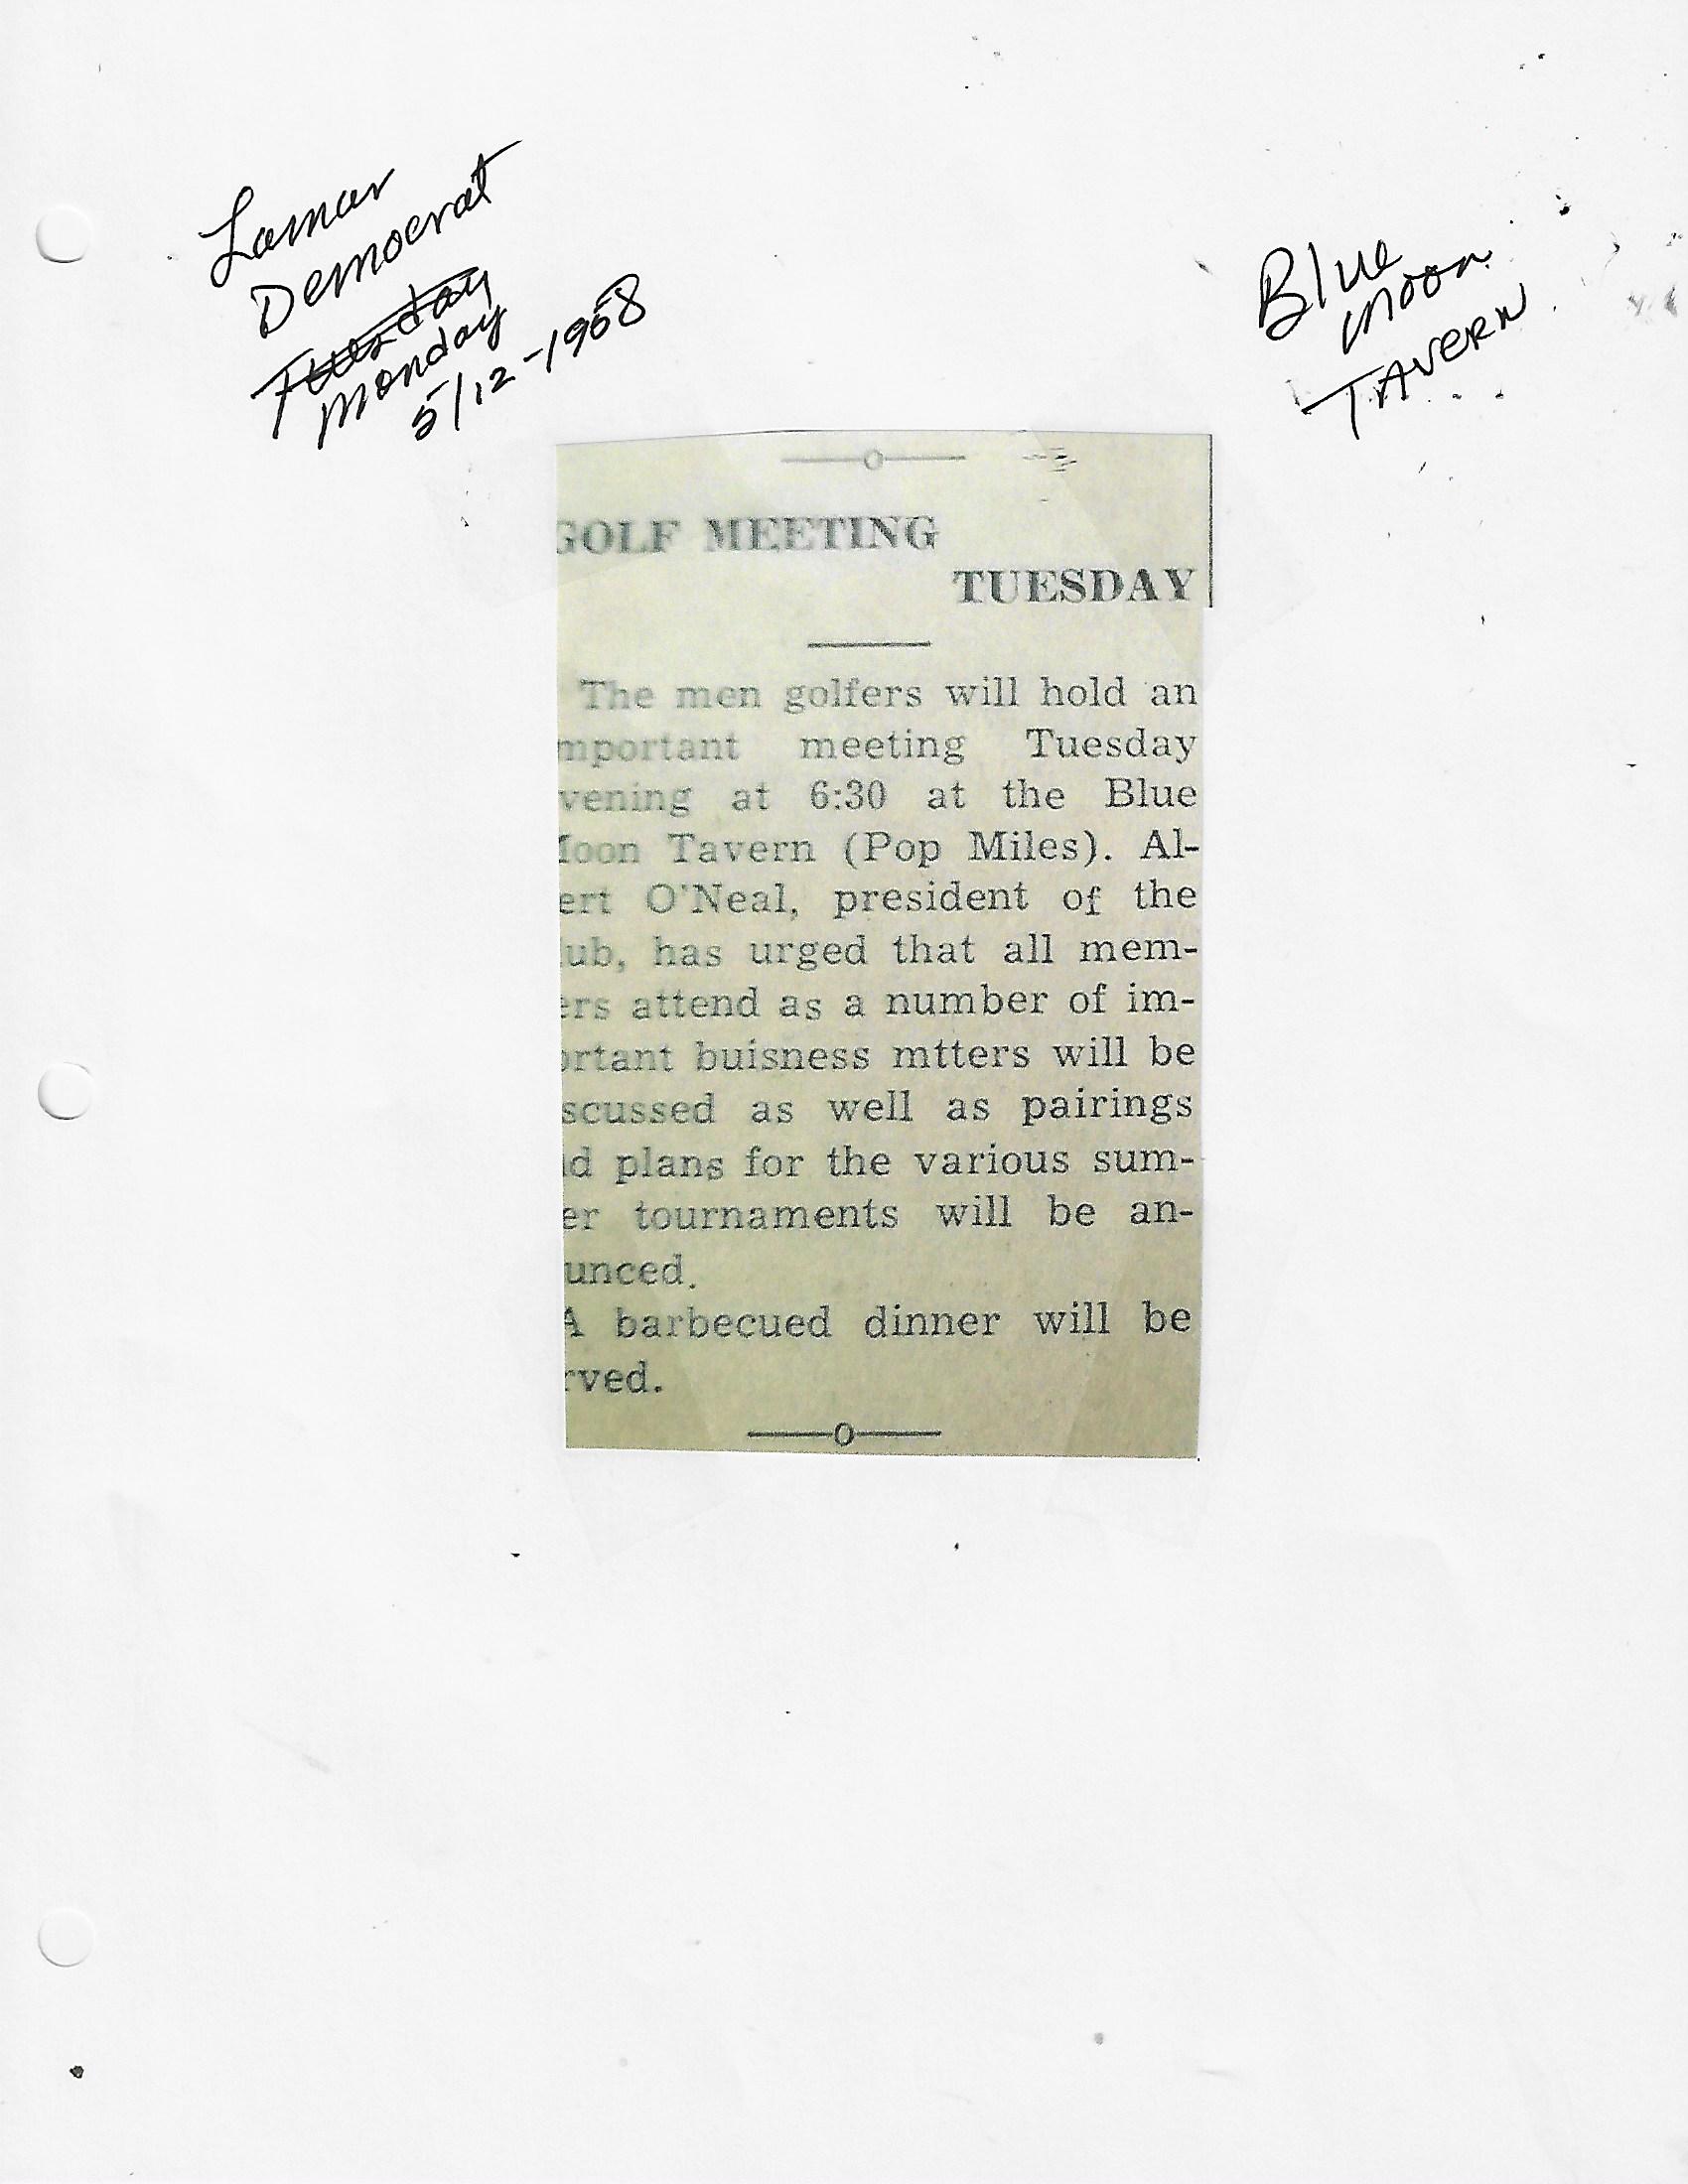 Lamar
Democrat
Tuesday
Monday
5/12-1958
Blue
Moon
TAVERN
GOLF MEETING
TUESDAY
The men golfers will hold an
mportant meeting Tuesday
vening at 6:30 at the Blue
Moon Tavern (Pop Miles). Al-
ert O'Neal, president of the
lub, has urged that all mem-
ers attend as a number of im-
ortant buisness mtters will be
scussed as well as pairings
nd plans for the various sum-
er tournaments will be an-
unced.
A barbecued dinner will be
rved.